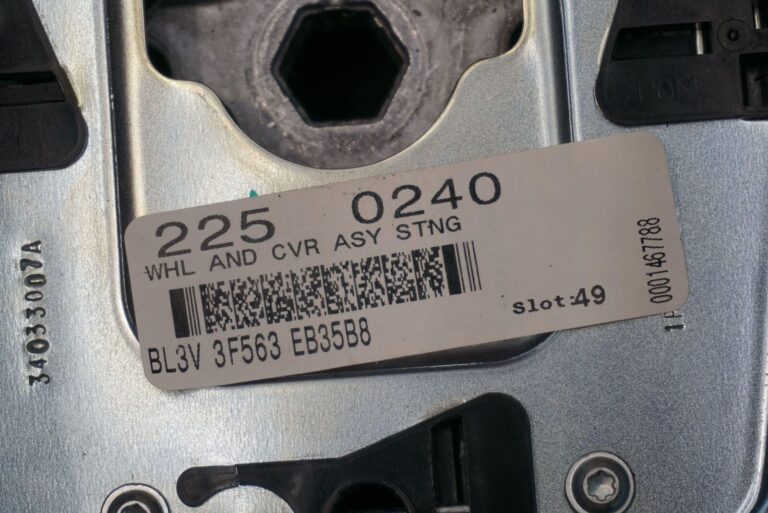 225 0240
WHL AND CVR ASY STNG
BL3V 3F563 EB35B8
Slot:49
0001467788
34033007A